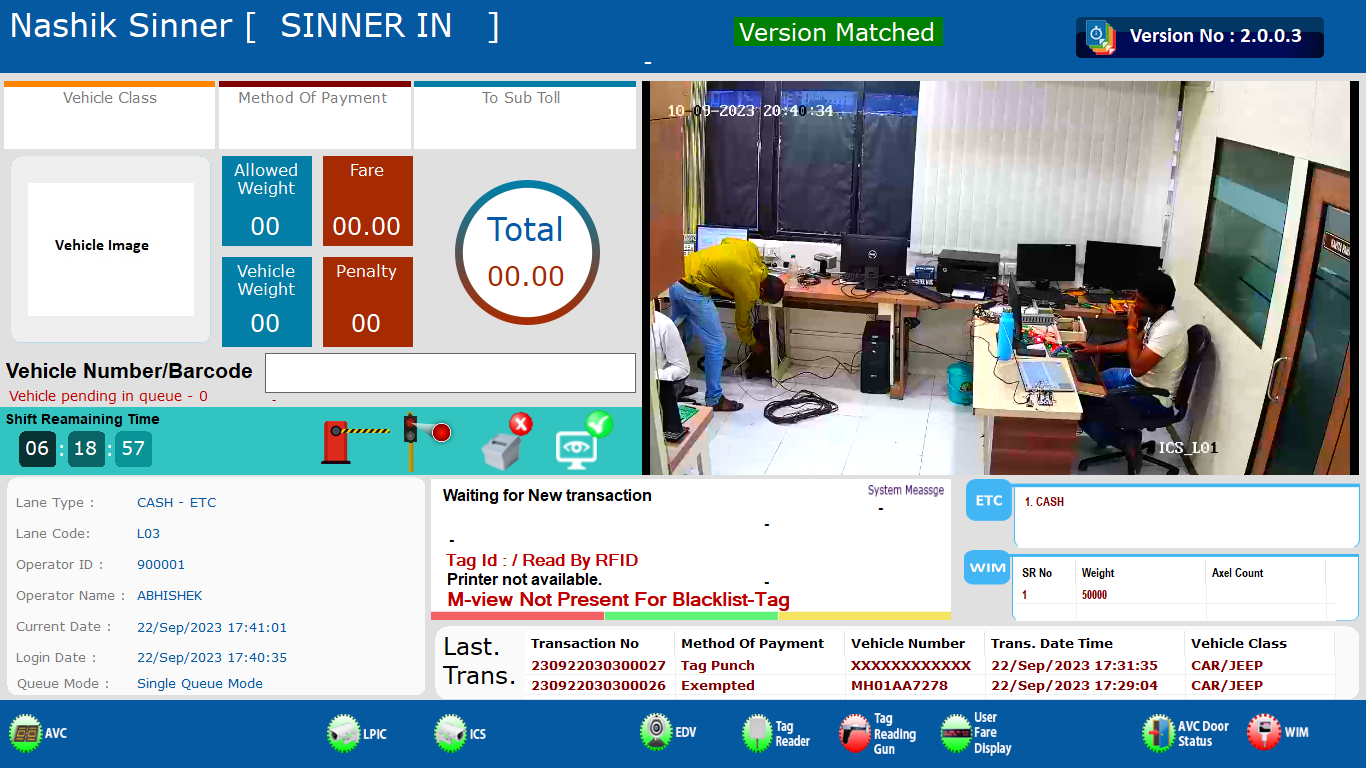 Nashik Sinner [ SINNER IN ]
Version Matched
Version No : 2.0.0.3
-
Vehicle Class
Method Of Payment
To Sub Toll
10-09-2023 20:40:34
Vehicle Image
Allowed Weight
00
Fare
00.00
Vehicle Weight
00
Penalty
00
Total
00.00
Vehicle Number/Barcode
Vehicle pending in queue - 0
-
Shift Reamaining Time
06 : 18 : 57
ICS_L01
Lane Type : CASH - ETC
Lane Code: L03
Operator ID : 900001
Operator Name : ABHISHEK
Current Date : 22/Sep/2023 17:41:01
Login Date : 22/Sep/2023 17:40:35
Queue Mode : Single Queue Mode
Waiting for New transaction
System Meassge
-
-
-
Tag Id : / Read By RFID
Printer not available.
-
M-view Not Present For Blacklist-Tag
ETC
1. CASH
WIM
SR No Weight Axel Count
1 50000
Last.
Trans.
Transaction No Method Of Payment Vehicle Number Trans. Date Time Vehicle Class
230922030300027 Tag Punch XXXXXXXXXXXX 22/Sep/2023 17:31:35 CAR/JEEP
230922030300026 Exempted MH01AA7278 22/Sep/2023 17:29:04 CAR/JEEP
AVC
LPIC
ICS
EDV
Tag
Reader
Tag
Reading
Gun
User
Fare
Display
AVC Door
Status
WIM